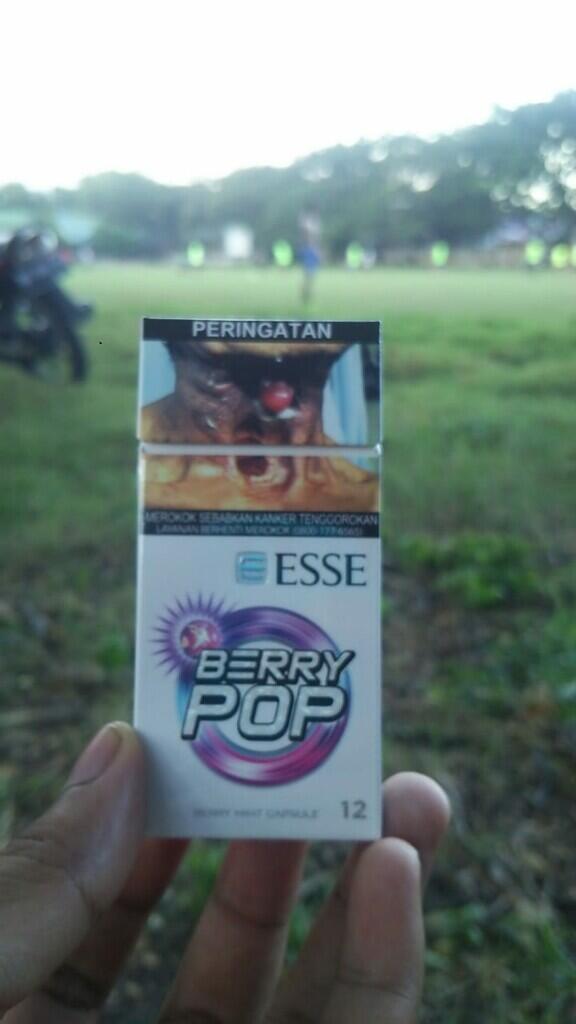 PERINGATAN
MEROKOK SEBABKAN KANKER TENGGOROKAN
LAYANAN BERHENTI MEROKOK (0800-177-6565)
ESSE
BERRY
POP
BERRY MINT CAPSULE
12